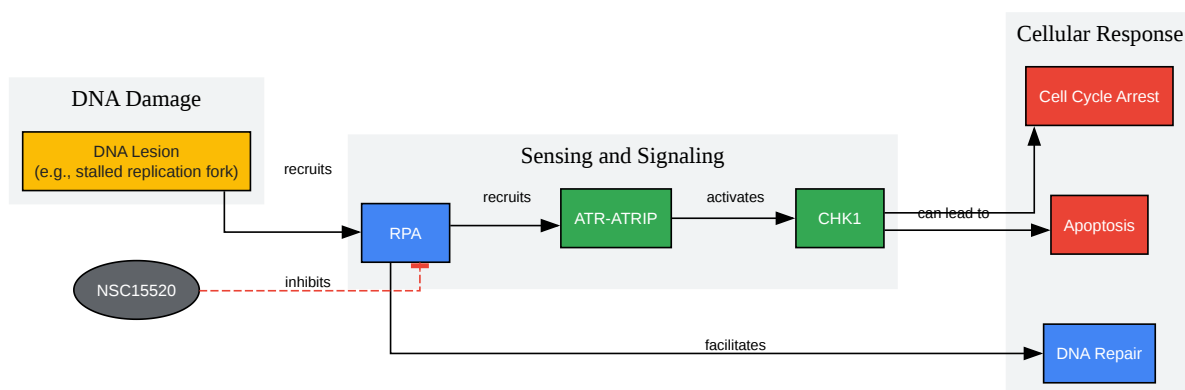 Cellular Response
Cell Cycle Arrest
DNA Damage
DNA Lesion
(e.g., stalled replication fork)
recruits
Sensing and Signaling
RPA
recruits
ATR-ATRIP
activates
CHK1
can lead to
Apoptosis
NSC15520
inhibits
facilitates
DNA Repair